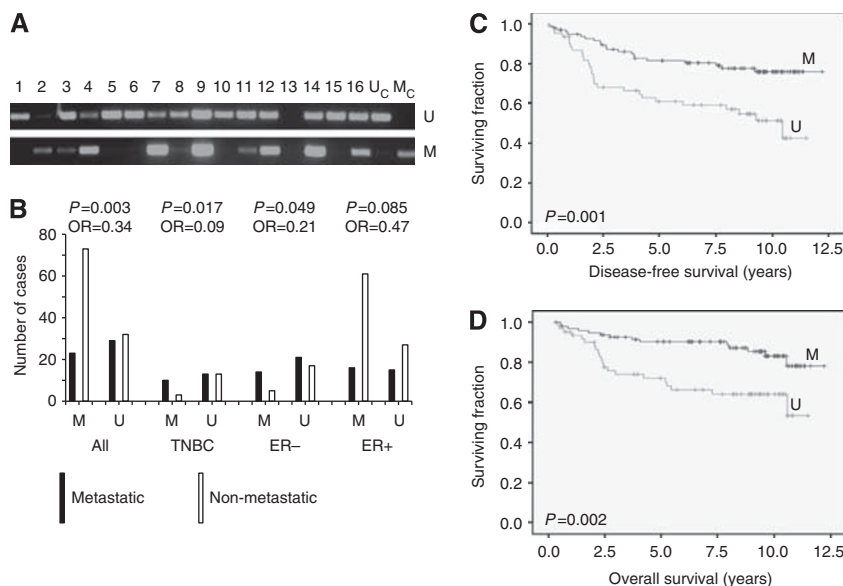 A
1 2 3 4 5 6 7 8 9 10 11 12 13 14 15 16 UC MC
U
M
B
P=0.003 P=0.017 P=0.049 P=0.085
OR=0.34 OR=0.09 OR=0.21 OR=0.47
Number of cases
80
60
40
20
0
M U M U M U M U
All TNBC ER– ER+
Metastatic Non-metastatic
C
Surviving fraction
1.0
0.8
0.6
0.4
0.2
0.0
M
U
P=0.001
0.0 2.5 5.0 7.5 10.0 12.5
Disease-free survival (years)
D
Surviving fraction
1.0
0.8
0.6
0.4
0.2
0.0
M
U
P=0.002
0.0 2.5 5.0 7.5 10.0 12.5
Overall survival (years)